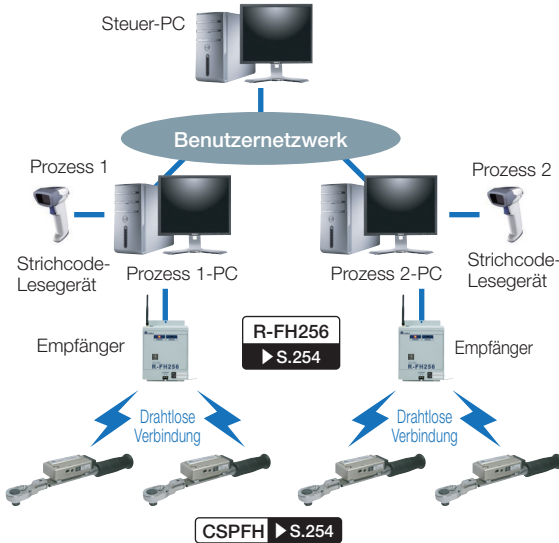 Steuer-PC
Benutzernetzwerk
Prozess 1
Prozess 2
Strichcode-
Lesegerät
Prozess 1-PC
Prozess 2-PC
Strichcode-
Lesegerät
Empfänger
R-FH256
▶ S.254
Empfänger
R-FH256
R-FH256
Drahtlose
Verbindung
Drahtlose
Verbindung
CSPFH ▶ S.254